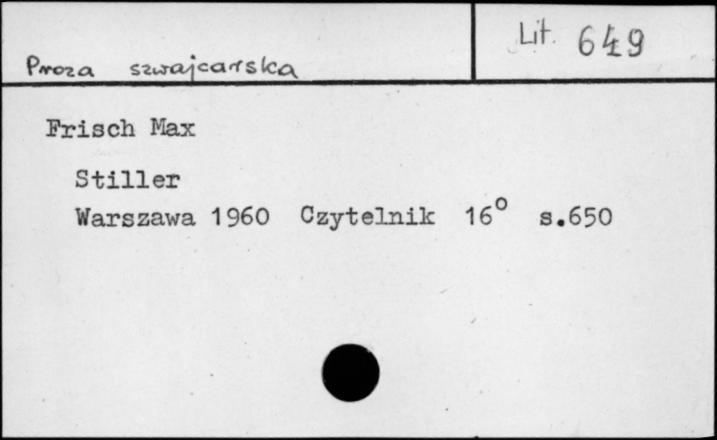 Proza szwajcarska
Lit. 649
Frisch Max
Stiller
Warszawa 1960 Czytelnik 16° s.650